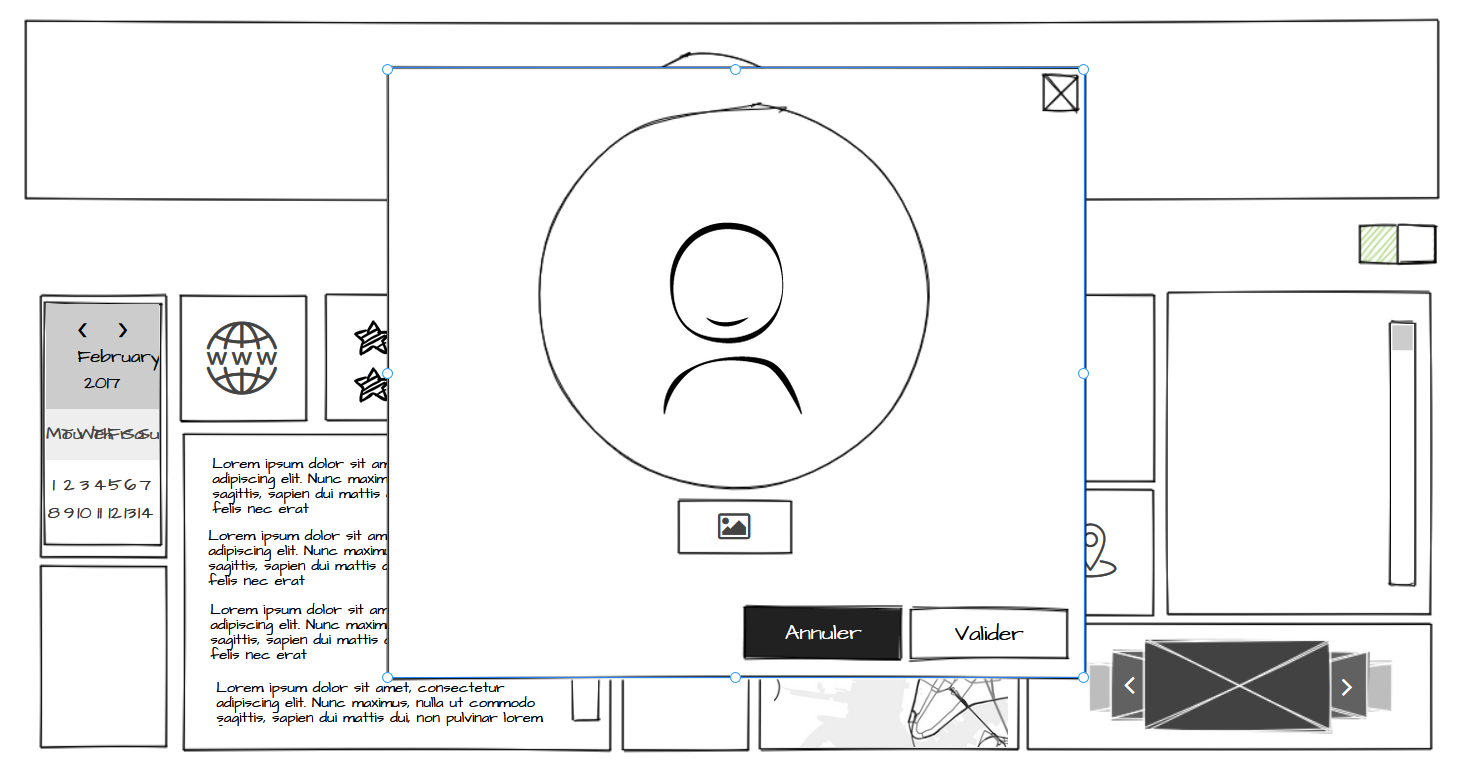 February
2017
1 2 3 4 5 6 7
8 9 10 11 12 13 14
WWW
Lorem ipsum dolor sit am
adipiscing elit. Nunc maxim
sagittis, sapien dui mattis
felis nec erat
Lorem ipsum dolor sit am
adipiscing elit. Nunc maximu
sagittis, sapien dui mattis d
felis nec erat
Lorem ipsum dolor sit am
adipiscing elit. Nunc maxim
sagittis, sapien dui mattis
felis nec erat
Lorem ipsum dolor sit amet, consectetur
adipiscing elit. Nunc maximus, nulla ut commodo
sagittis, sapien dui mattis dui, non pulvinar lorem
Annuler
Valider